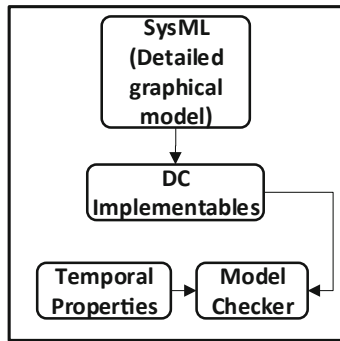 SysML
(Detailed
graphical
model)
DC
Implementables
Temporal
Properties
Model
Checker